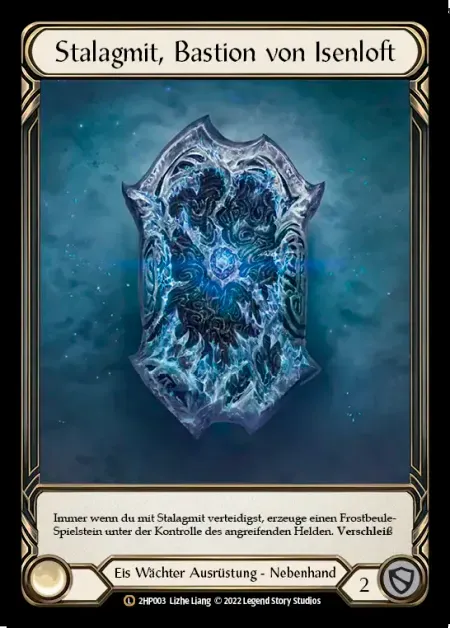 Stalagmit, Bastion von Isenloft
Immer wenn du mit Stalagmit verteidigst, erzeuge einen Frostbeule-
Spielstein unter der Kontrolle des angreifenden Helden. Verschleiß
Eis Wächter Ausrüstung - Nebenhand
2
L 2HP003 Lizhe Liang © 2022 Legend Story Studios